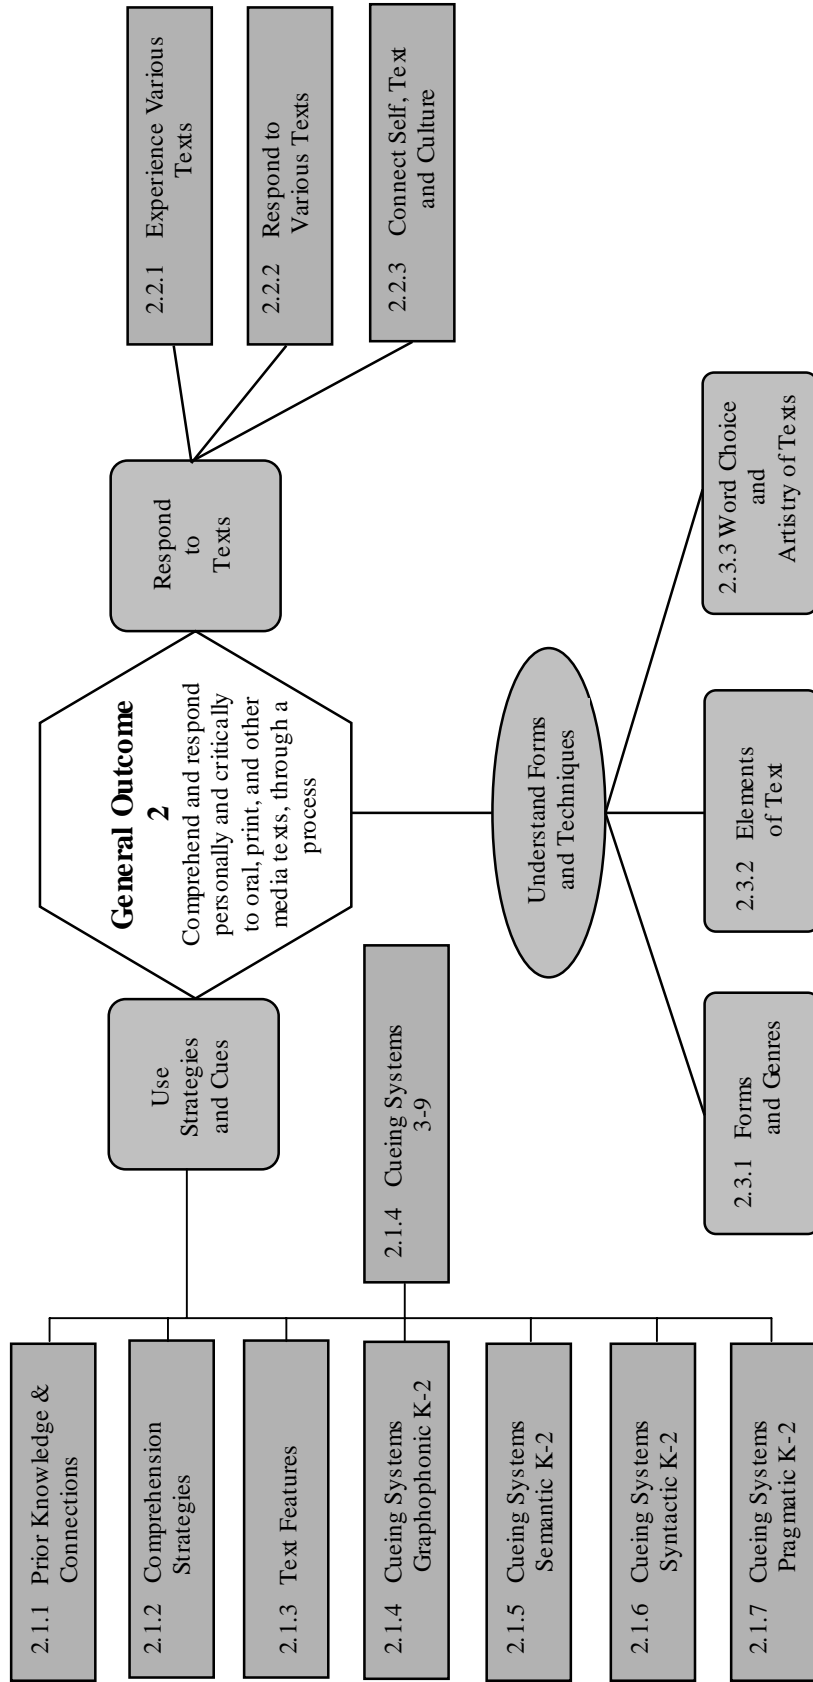 General Outcome
2
Comprehend and respond
personally and critically
to oral, print, and other
media texts, through a
process
Use
Strategies
and Cues
2.1.1 Prior Knowledge &
Connections
2.1.2 Comprehension
Strategies
2.1.3 Text Features
2.1.4 Cueing Systems
Graphophonic K-2
2.1.5 Cueing Systems
Semantic K-2
2.1.6 Cueing Systems
Syntactic K-2
2.1.7 Cueing Systems
Pragmatic K-2
2.1.4 Cueing Systems
3-9
Respond
to
Texts
2.2.1 Experience Various
Texts
2.2.2 Respond to
Various Texts
2.2.3 Connect Self, Text
and Culture
Understand Forms
and Techniques
2.3.1 Forms
and Genres
2.3.2 Elements
of Text
2.3.3 Word Choice
and
Artistry of Texts